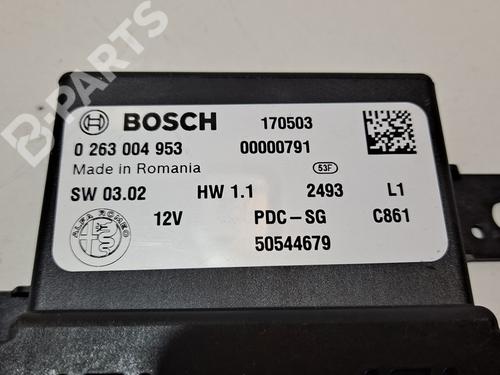 B-PARTS
BOSCH 170503
0 263 004 953 00000791
Made in Romania 53F
SW 03.02 HW 1.1 2493 L1
ALFA ROMEO 12V PDC-SG C861
50544679